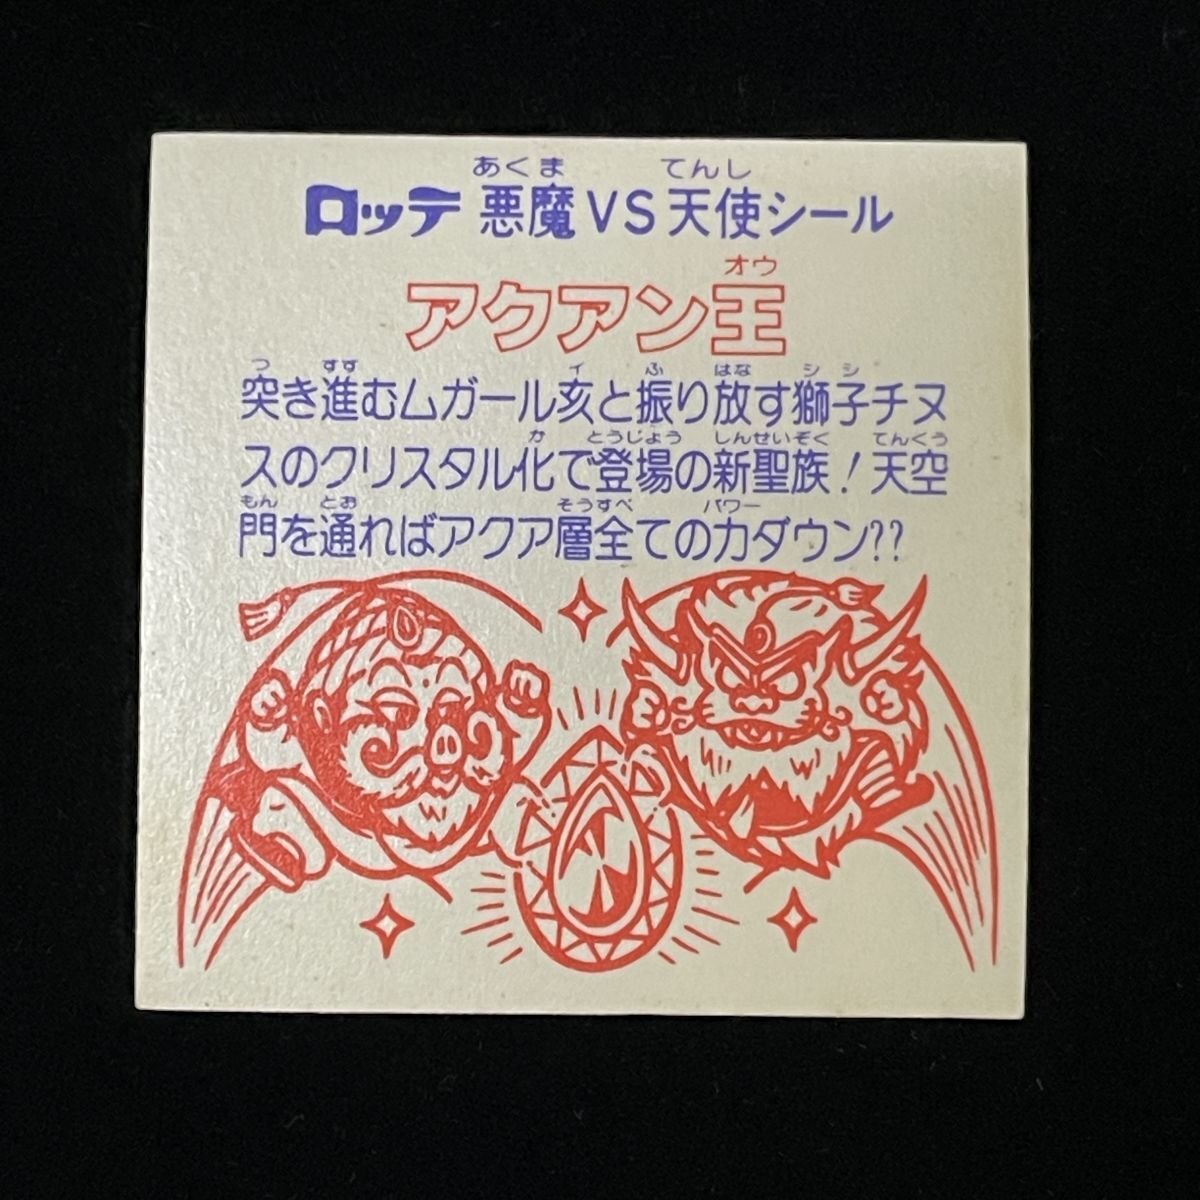 あくま てんし
ロッテ 悪魔VS天使シール
オウ
アクアン王
つ すす イ ふ はな シシ
突き進むムガール亥と振り放す獅子チヌ
か とうじょう しんせいぞく てんくう
スのクリスタル化で登場の新聖族！天空
もん とお そうすべ パワー
門を通ればアクア層全ての力ダウン??